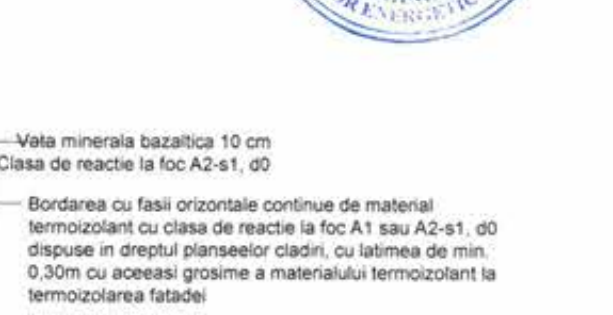 OR ENERGETIC
Vata minerala bazaltica 10 cm
Clasa de reactie la foc A2-s1, d0
Bordarea cu fasii orizontale continue de material
termoizolant cu clasa de reactie la foc A1 sau A2-s1, d0
dispuse in dreptul planseelor cladiri, cu latimea de min.
0,30m cu aceeasi grosime a materialului termoizolant la
termoizolarea fatadei